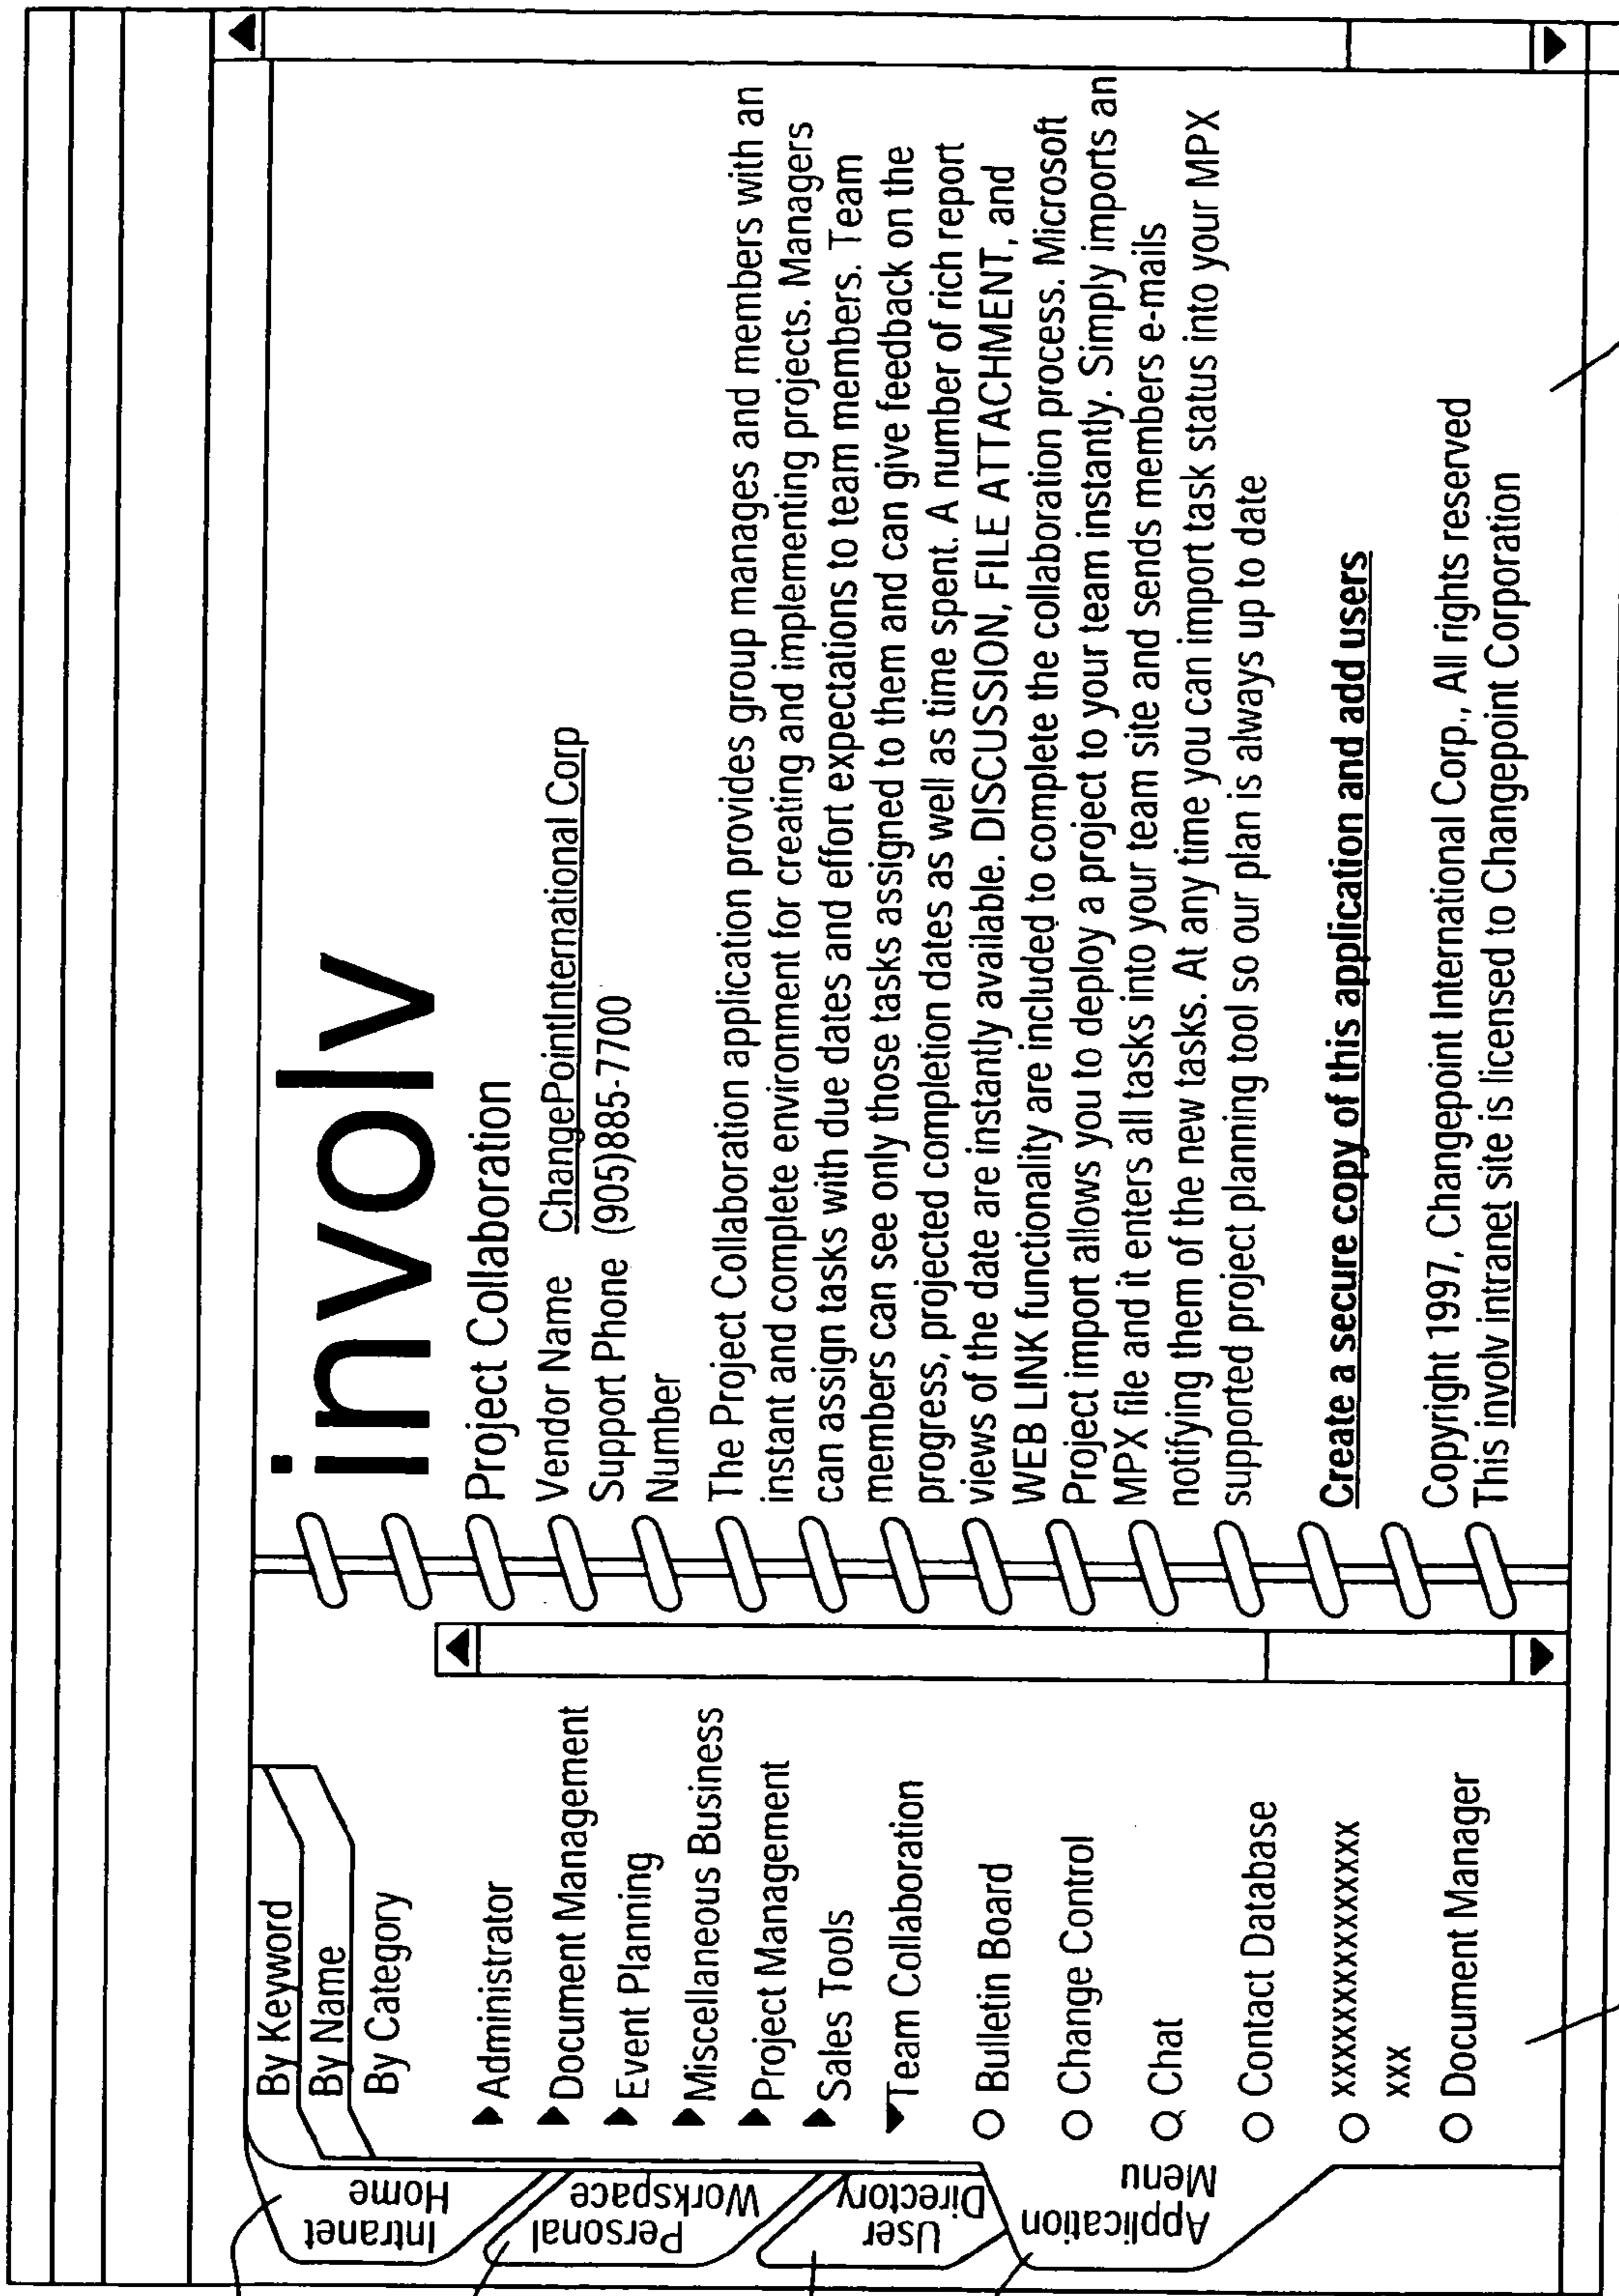 Intranet
Home
Personal
Workspace
User
Directory
Application
Menu
By Keyword
By Name
By Category
Administrator
Document Management
Event Planning
Miscellaneous Business
Project Management
Sales Tools
Team Collaboration
Bulletin Board
Change Control
Chat
Contact Database
xxxxxxxxxxxxxxx
xxx
Document Manager
involv
Project Collaboration
Vendor Name ChangePointInternational Corp
Support Phone (905)885-7700
Number
The Project Collaboration application provides group manages and members with an
instant and complete environment for creating and implementing projects. Managers
can assign tasks with due dates and effort expectations to team members. Team
members can see only those tasks assigned to them and can give feedback on the
progress, projected completion dates as well as time spent. A number of rich report
views of the date are instantly available. DISCUSSION, FILE ATTACHMENT, and
WEB LINK functionality are included to complete the collaboration process. Microsoft
Project import allows you to deploy a project to your team instantly. Simply imports an
MPX file and it enters all tasks into your team site and sends members e-mails
notifying them of the new tasks. At any time you can import task status into your MPX
supported project planning tool so our plan is always up to date
Create a secure copy of this application and add users
Copyright 1997, Changepoint International Corp., All rights reserved
This involv intranet site is licensed to Changepoint Corporation